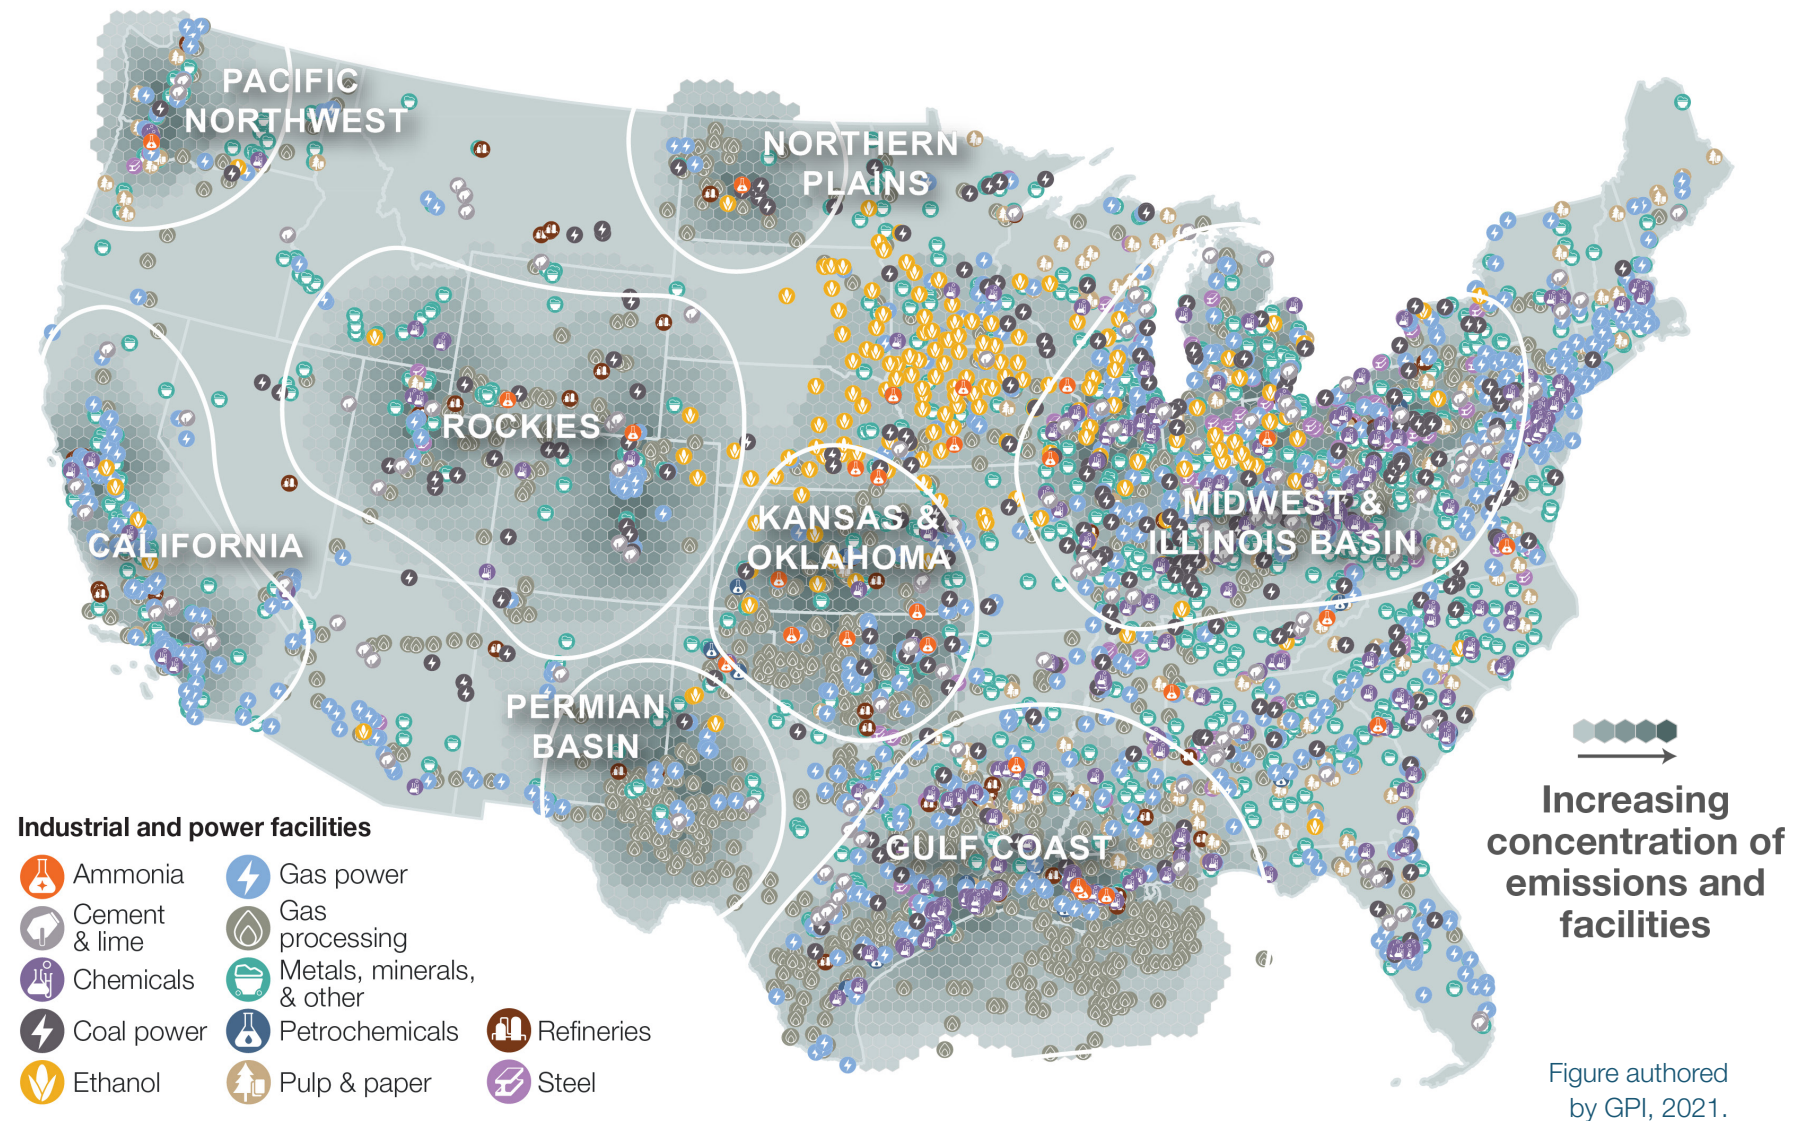 PACIFIC
NORTHWEST
NORTHERN
PLAINS
ROCKIES
KANSAS &
OKLAHOMA
MIDWEST &
ILLINOIS BASIN
CALIFORNIA
PERMIAN
BASIN
GULF COAST
Increasing
concentration of
emissions and
facilities
Industrial and power facilities
Ammonia
Gas power
Cement
& lime
Gas
processing
Chemicals
Metals, minerals,
& other
Coal power
Petrochemicals
Refineries
Ethanol
Pulp & paper
Steel
Figure authored
by GPI, 2021.